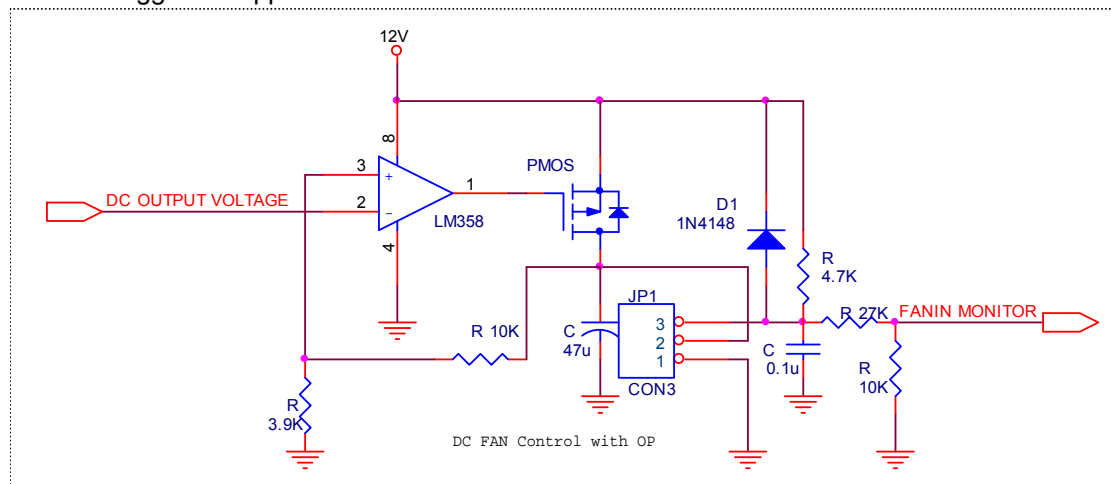 12V
8
PMOS
3
+
DC OUTPUT VOLTAGE
2
−
1
LM358
4
D1
1N4148
R
4.7K
JP1
R 27K
FANIN MONITOR
3
2
1
C
47u
R 10K
C
0.1u
R
10K
CON3
R
3.9K
DC FAN Control with OP